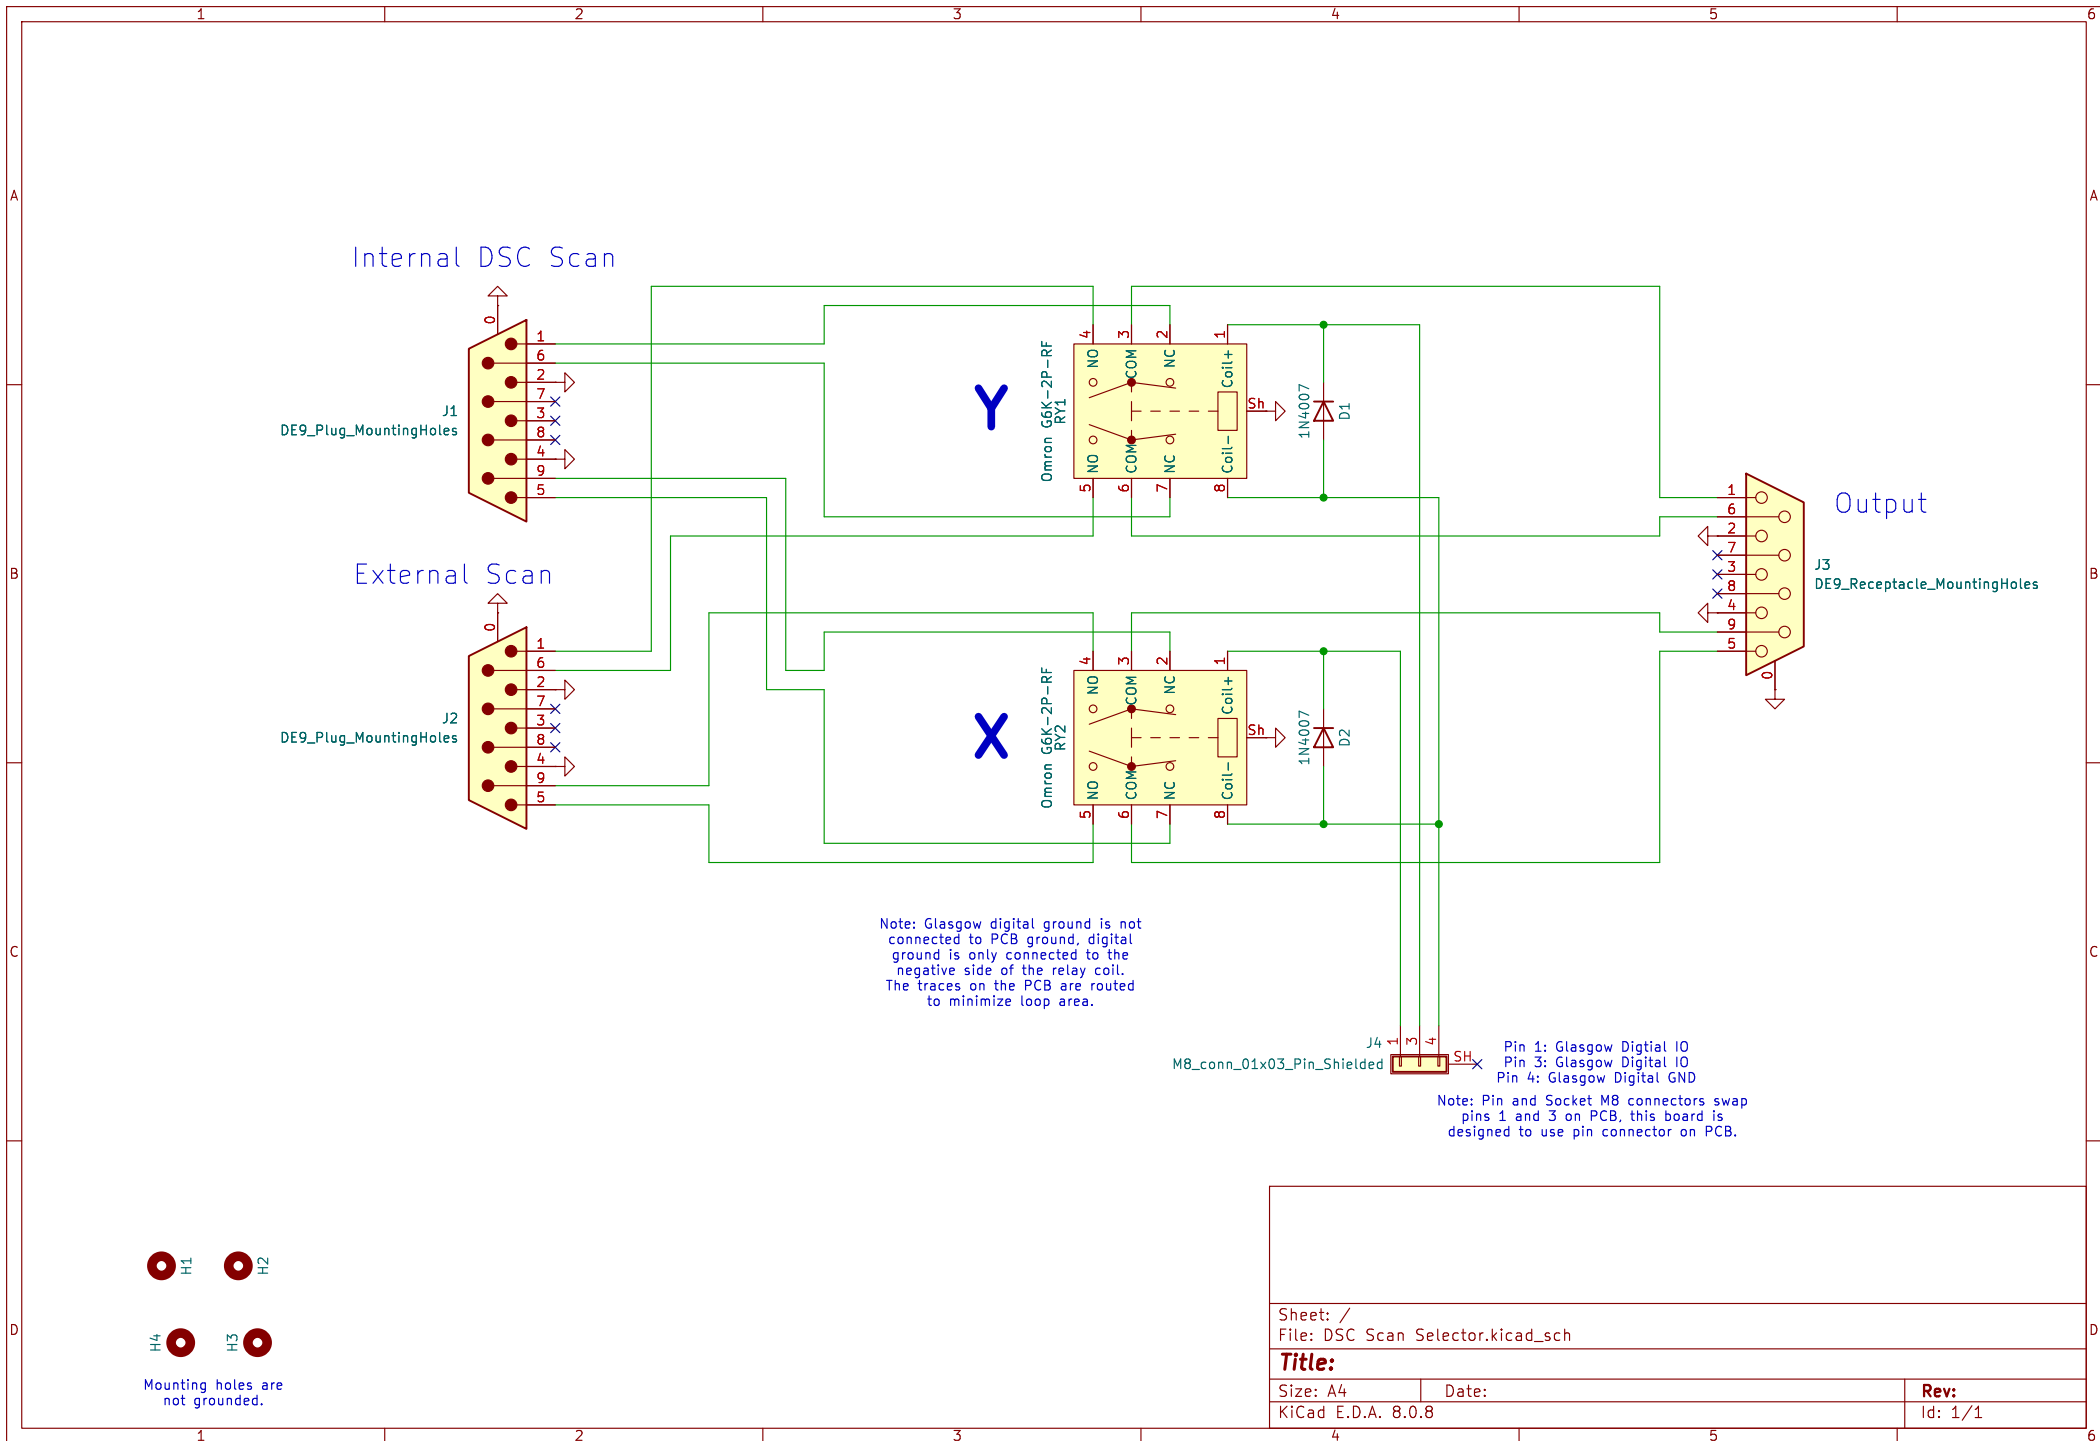 1 2 3 4 5 6
A A
Internal DSC Scan
0
1
6
2
7
3
8
4
9
5
J1
DE9_Plug_MountingHoles
Y
Omron G6K-2P-RF
RY1
4 3 2 1
NO COM NC Coil+
Sh
NO COM NC Coil-
5 6 7 8
1N4007
D1
Output
1
6
2
7
3
8
4
9
5
0
J3
DE9_Receptacle_MountingHoles
B B
External Scan
0
1
6
2
7
3
8
4
9
5
J2
DE9_Plug_MountingHoles
X
Omron G6K-2P-RF
RY2
4 3 2 1
NO COM NC Coil+
Sh
NO COM NC Coil-
5 6 7 8
1N4007
D2
C C
Note: Glasgow digital ground is not
connected to PCB ground, digital
ground is only connected to the
negative side of the relay coil.
The traces on the PCB are routed
to minimize loop area.
J4
M8_conn_01x03_Pin_Shielded
1 3 4
SH
Pin 1: Glasgow Digtial IO
Pin 3: Glasgow Digital IO
Pin 4: Glasgow Digital GND
Note: Pin and Socket M8 connectors swap
pins 1 and 3 on PCB, this board is
designed to use pin connector on PCB.
H1 H2
H4 H3
Mounting holes are
not grounded.
D D
Sheet: /
File: DSC Scan Selector.kicad_sch
Title:
Size: A4 Date: Rev:
KiCad E.D.A. 8.0.8 Id: 1/1
1 2 3 4 5 6